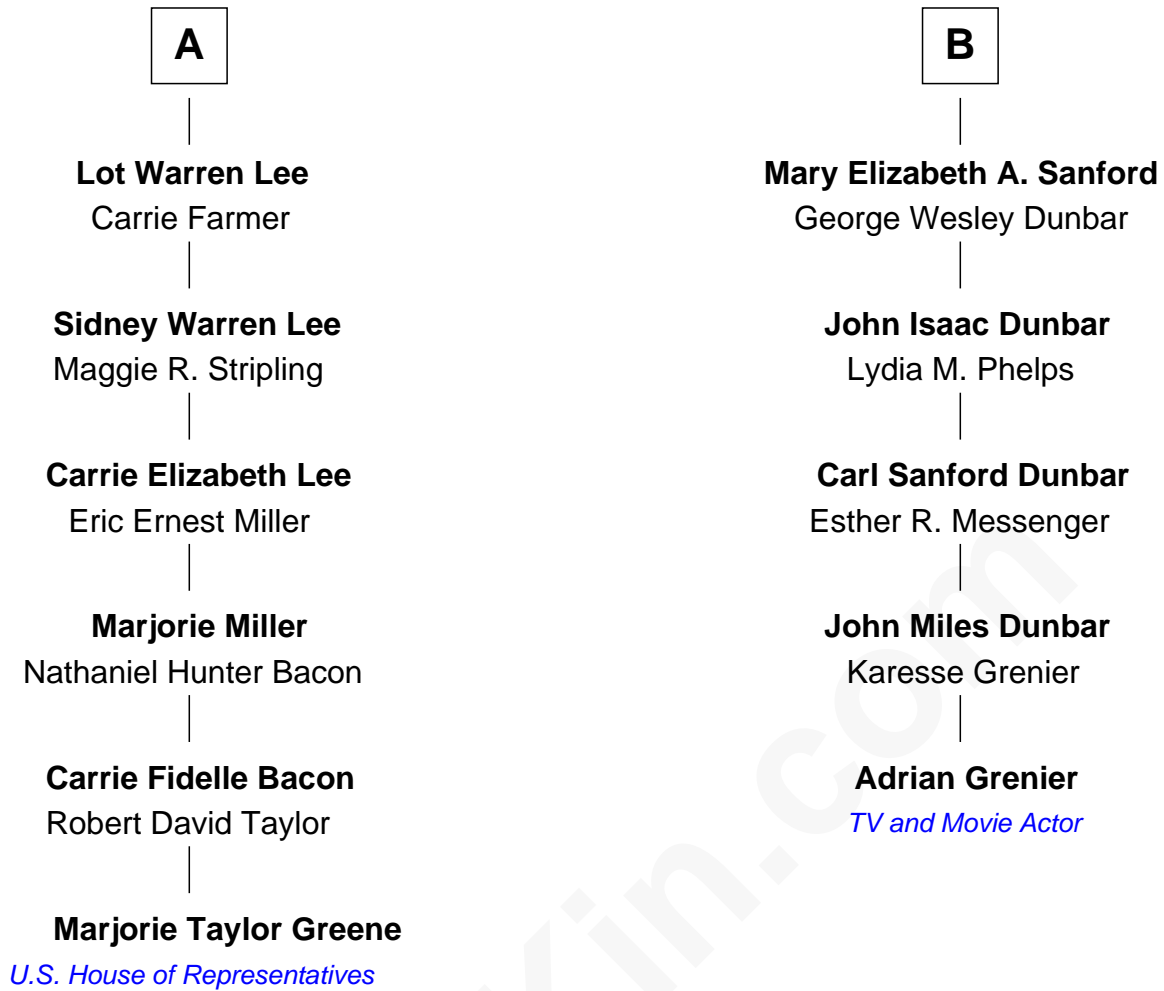 A
Lot Warren Lee
Carrie Farmer
Sidney Warren Lee
Maggie R. Stripling
Carrie Elizabeth Lee
Eric Ernest Miller
Marjorie Miller
Nathaniel Hunter Bacon
Carrie Fidelle Bacon
Robert David Taylor
Marjorie Taylor Greene
U.S. House of Representatives
B
Mary Elizabeth A. Sanford
George Wesley Dunbar
John Isaac Dunbar
Lydia M. Phelps
Carl Sanford Dunbar
Esther R. Messenger
John Miles Dunbar
Karesse Grenier
Adrian Grenier
TV and Movie Actor